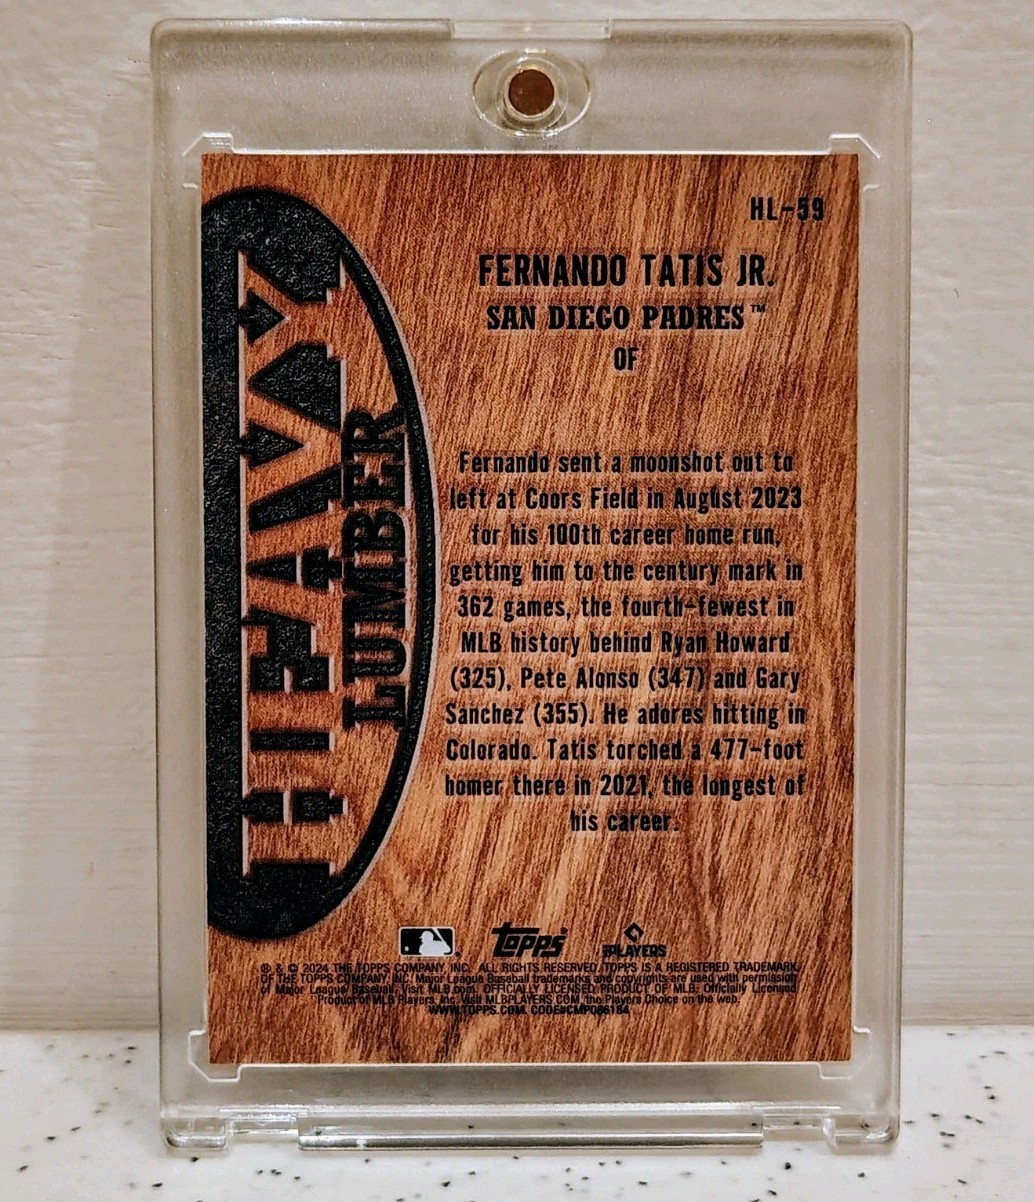 HL-59
FERNANDO TATIS JR.
SAN DIEGO PADRES™
OF
HEAVY
LUMBER
Fernando sent a moonshot out to
left at Coors Field in August 2023
for his 100th career home run,
getting him to the century mark in
362 games, the fourth-fewest in
MLB history behind Ryan Howard
(325), Pete Alonso (347) and Gary
Sanchez (355). He adores hitting in
Colorado. Tatis torched a 477-foot
homer there in 2021, the longest of
his career.
topps
PLAYERS
® & © 2024 THE TOPPS COMPANY, INC. ALL RIGHTS RESERVED. TOPPS IS A REGISTERED TRADEMARK
OF THE TOPPS COMPANY, INC. Major League Baseball trademarks and copyrights are used with permission
of Major League Baseball. Visit MLB.com. OFFICIALLY LICENSED PRODUCT OF MLB. Officially Licensed
Product of MLB Players, Inc. Visit MLBPLAYERS.COM, the Players Choice on the web.
WWW.TOPPS.COM. CODE#CMP086184